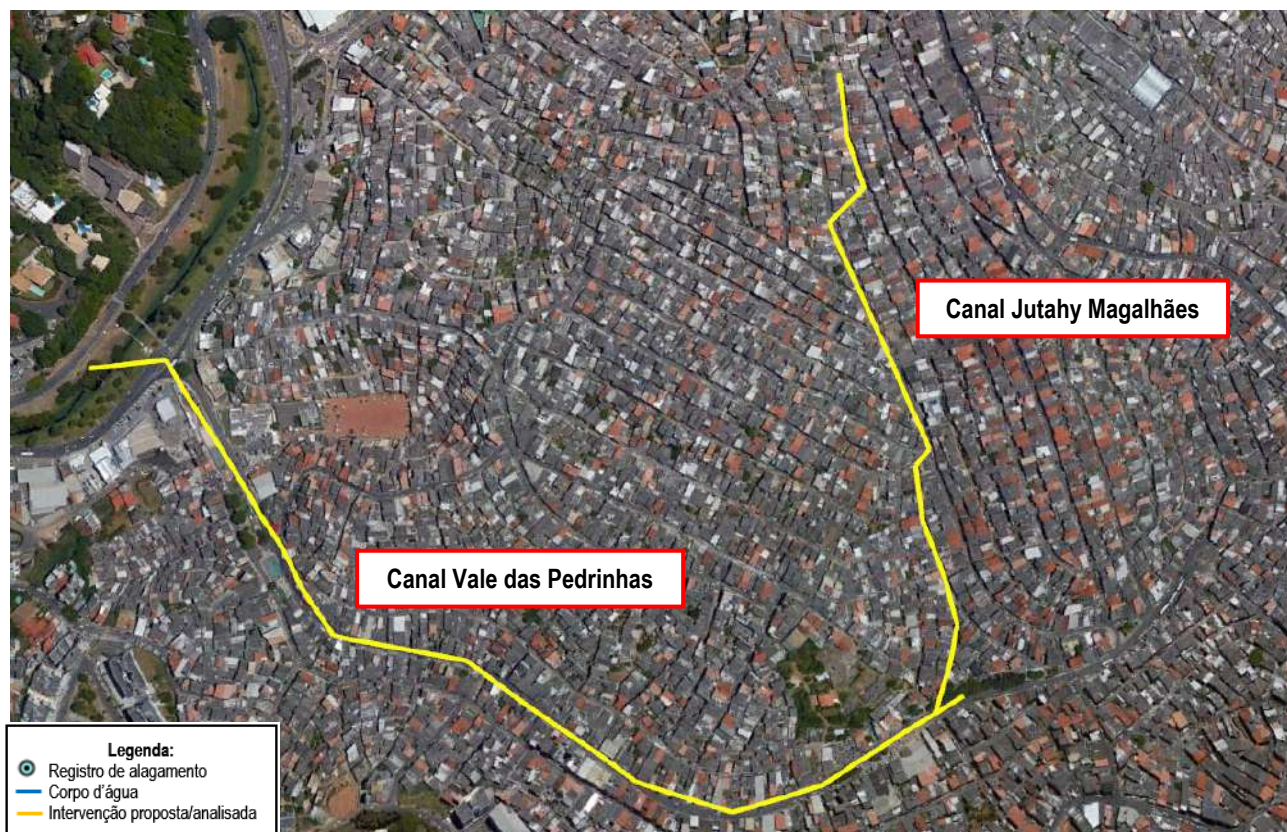 Canal Jutahy Magalhães
Canal Vale das Pedrinhas
Legenda:
Registro de alagamento
Corpo d'água
Intervenção proposta/analisada